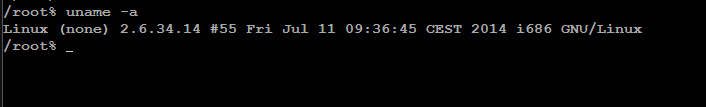 /root% uname -a
Linux (none) 2.6.34.14 #55 Fri Jul 11 09:36:45 CEST 2014 i686 GNU/Linux
/root% _